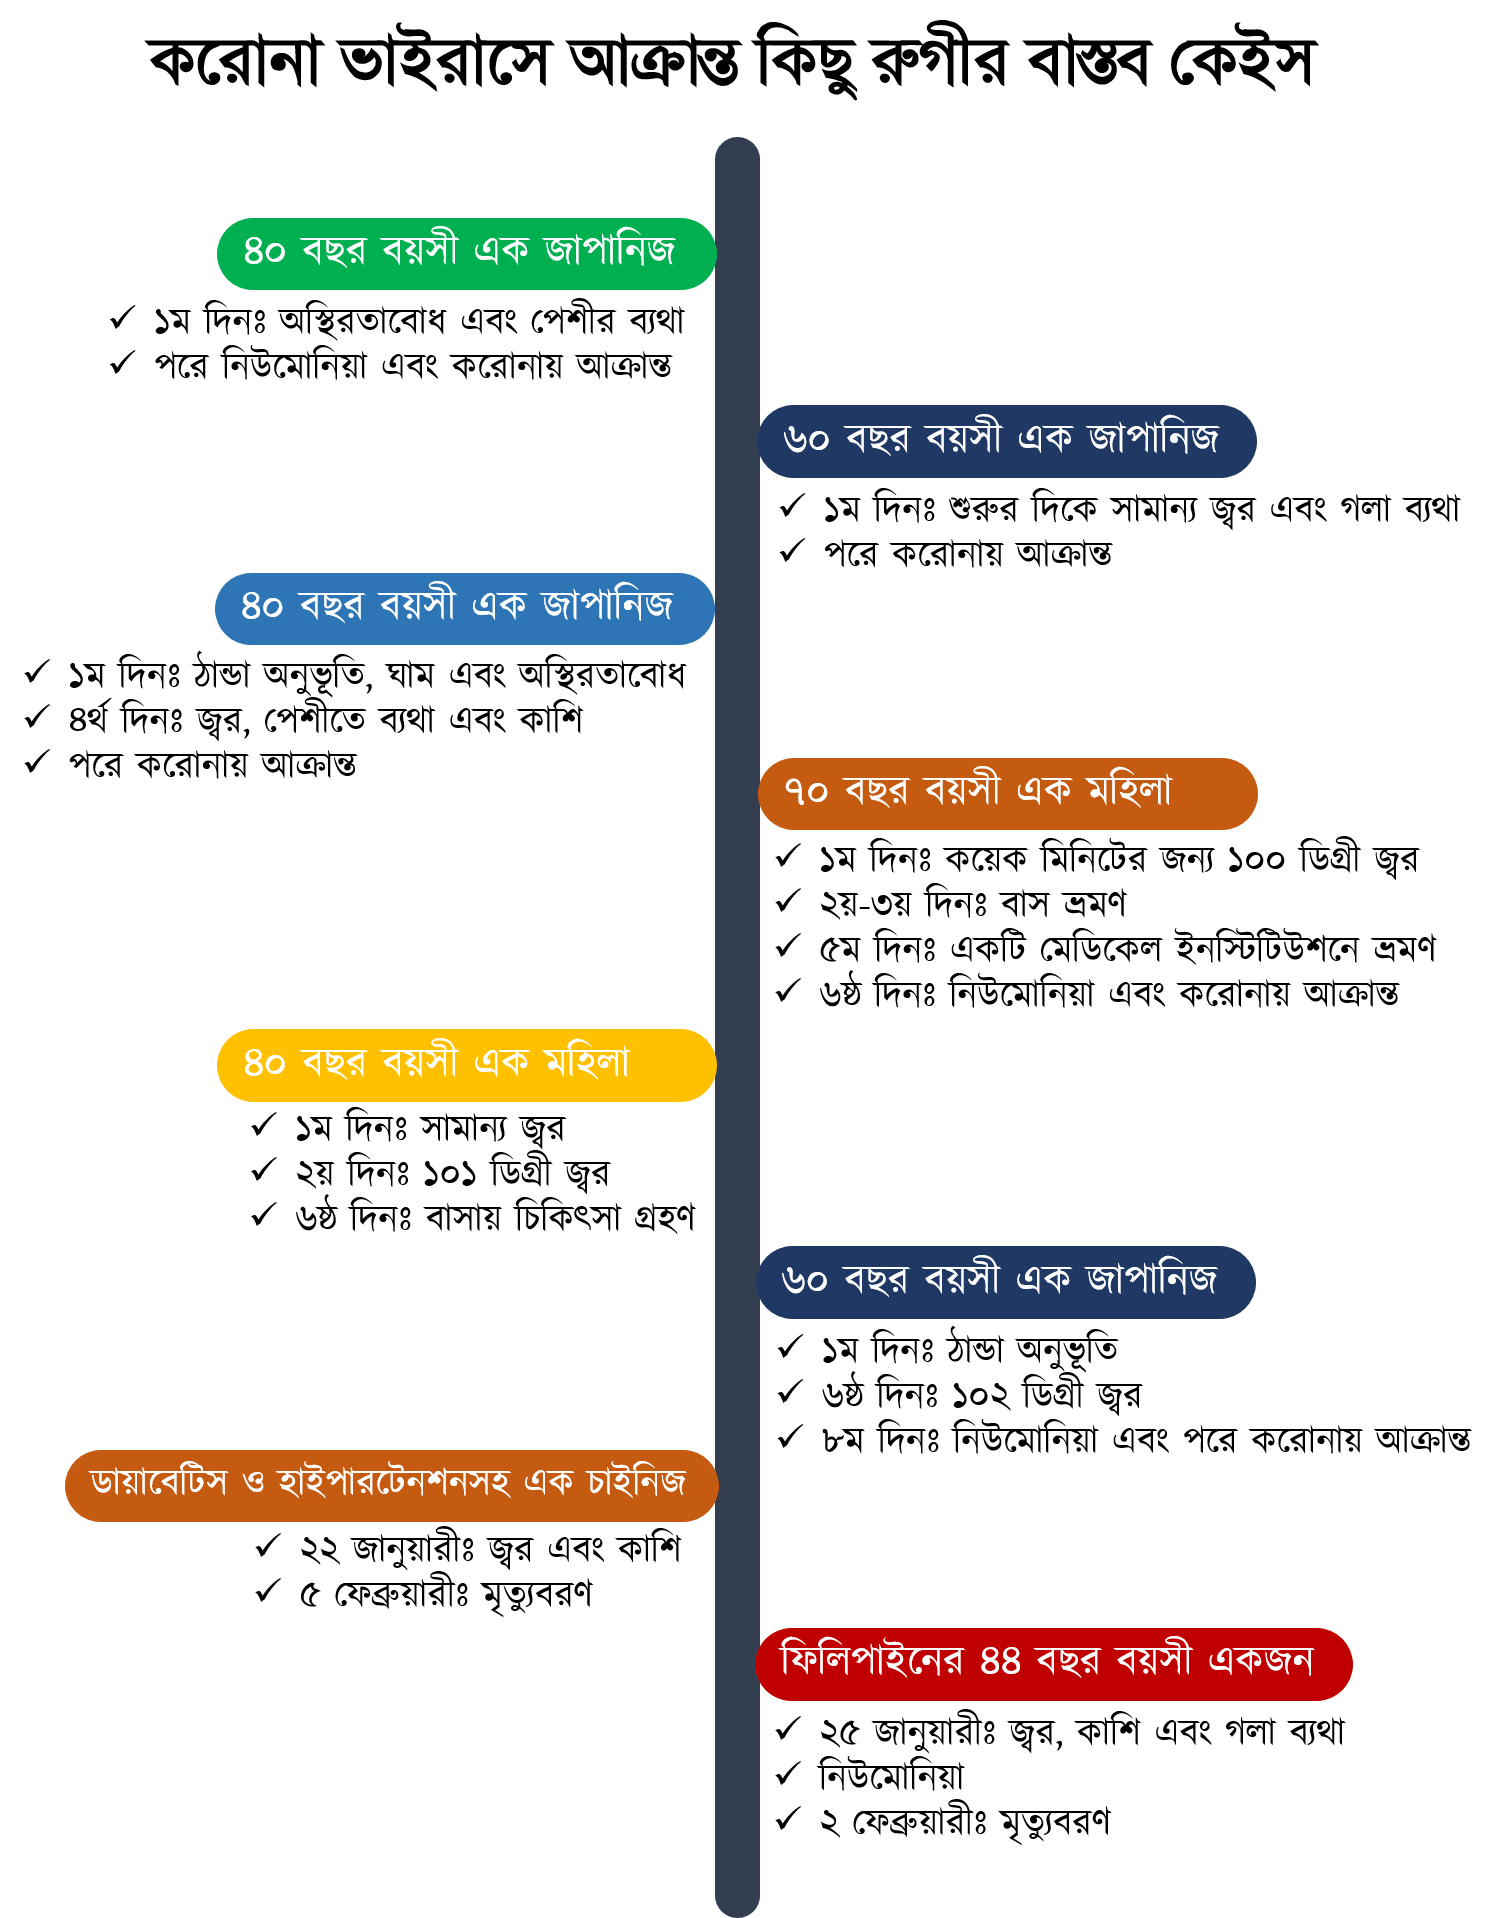 করোনা ভাইরাসে আক্রান্ত কিছু রুগীর বাস্তব কেইস
৪০ বছর বয়সী এক জাপানিজ
✓ ১ম দিনঃ অস্থিরতাবোধ এবং পেশীর ব্যথা
✓ পরে নিউমোনিয়া এবং করোনায় আক্রান্ত
৬০ বছর বয়সী এক জাপানিজ
✓ ১ম দিনঃ শুরুর দিকে সামান্য জ্বর এবং গলা ব্যথা
✓ পরে করোনায় আক্রান্ত
৪০ বছর বয়সী এক জাপানিজ
✓ ১ম দিনঃ ঠান্ডা অনুভূতি, ঘাম এবং অস্থিরতাবোধ
✓ ৪র্থ দিনঃ জ্বর, পেশীতে ব্যথা এবং কাশি
✓ পরে করোনায় আক্রান্ত
৭০ বছর বয়সী এক মহিলা
✓ ১ম দিনঃ কয়েক মিনিটের জন্য ১০০ ডিগ্রী জ্বর
✓ ২য়-৩য় দিনঃ বাস ভ্রমণ
✓ ৫ম দিনঃ একটি মেডিকেল ইনস্টিটিউশনে ভ্রমণ
✓ ৬ষ্ঠ দিনঃ নিউমোনিয়া এবং করোনায় আক্রান্ত
৪০ বছর বয়সী এক মহিলা
✓ ১ম দিনঃ সামান্য জ্বর
✓ ২য় দিনঃ ১০১ ডিগ্রী জ্বর
✓ ৬ষ্ঠ দিনঃ বাসায় চিকিৎসা গ্রহণ
৬০ বছর বয়সী এক জাপানিজ
✓ ১ম দিনঃ ঠান্ডা অনুভূতি
✓ ৬ষ্ঠ দিনঃ ১০২ ডিগ্রী জ্বর
✓ ৮ম দিনঃ নিউমোনিয়া এবং পরে করোনায় আক্রান্ত
ডায়াবেটিস ও হাইপারটেনশনসহ এক চাইনিজ
✓ ২২ জানুয়ারীঃ জ্বর এবং কাশি
✓ ৫ ফেব্রুয়ারীঃ মৃত্যুবরণ
ফিলিপাইনের ৪৪ বছর বয়সী একজন
✓ ২৫ জানুয়ারীঃ জ্বর, কাশি এবং গলা ব্যথা
✓ নিউমোনিয়া
✓ ২ ফেব্রুয়ারীঃ মৃত্যুবরণ